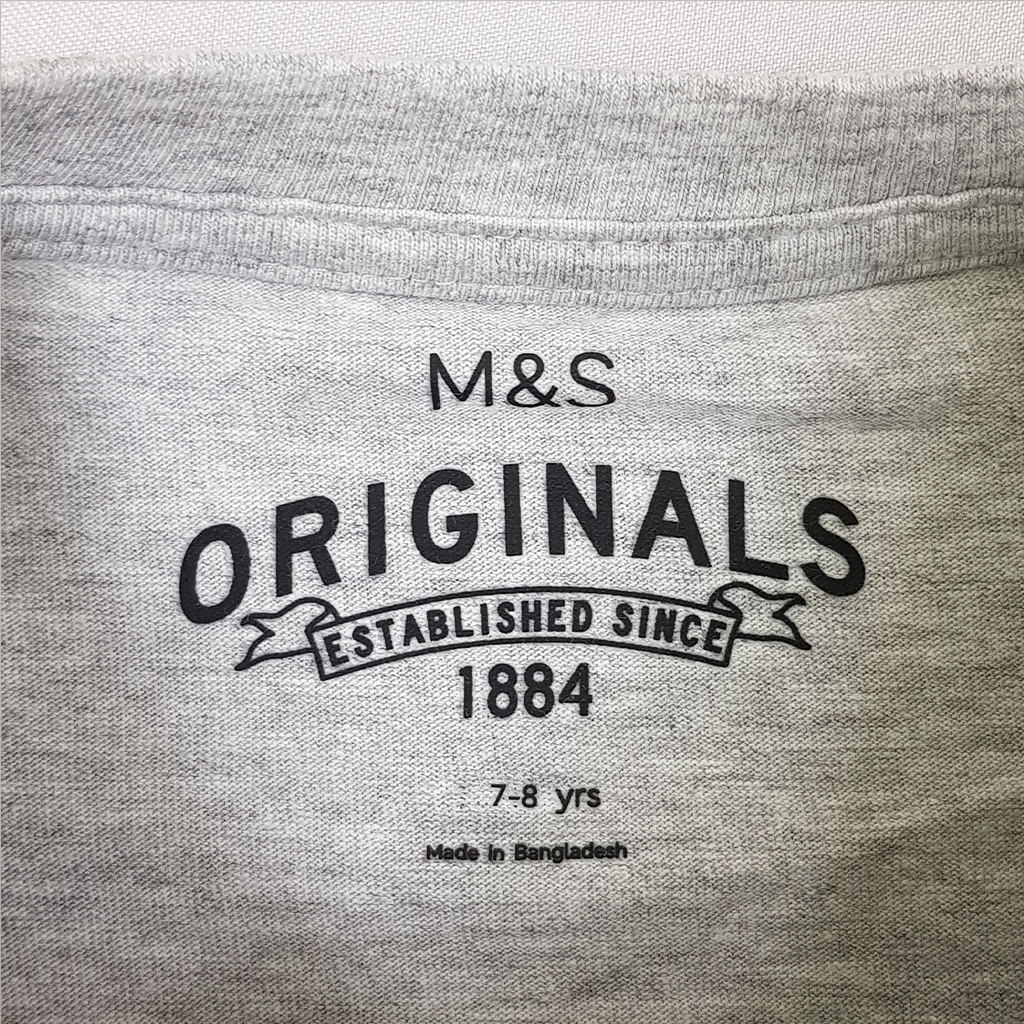 M&S
ORIGINALS
ESTABLISHED SINCE
1884
7-8 yrs
Made in Bangladesh